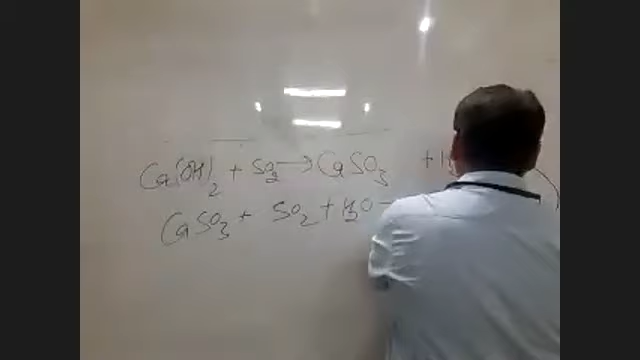 Ca(OH)2 + SO2 → CaSO3 + H
CaSO3 + SO2 + H2O